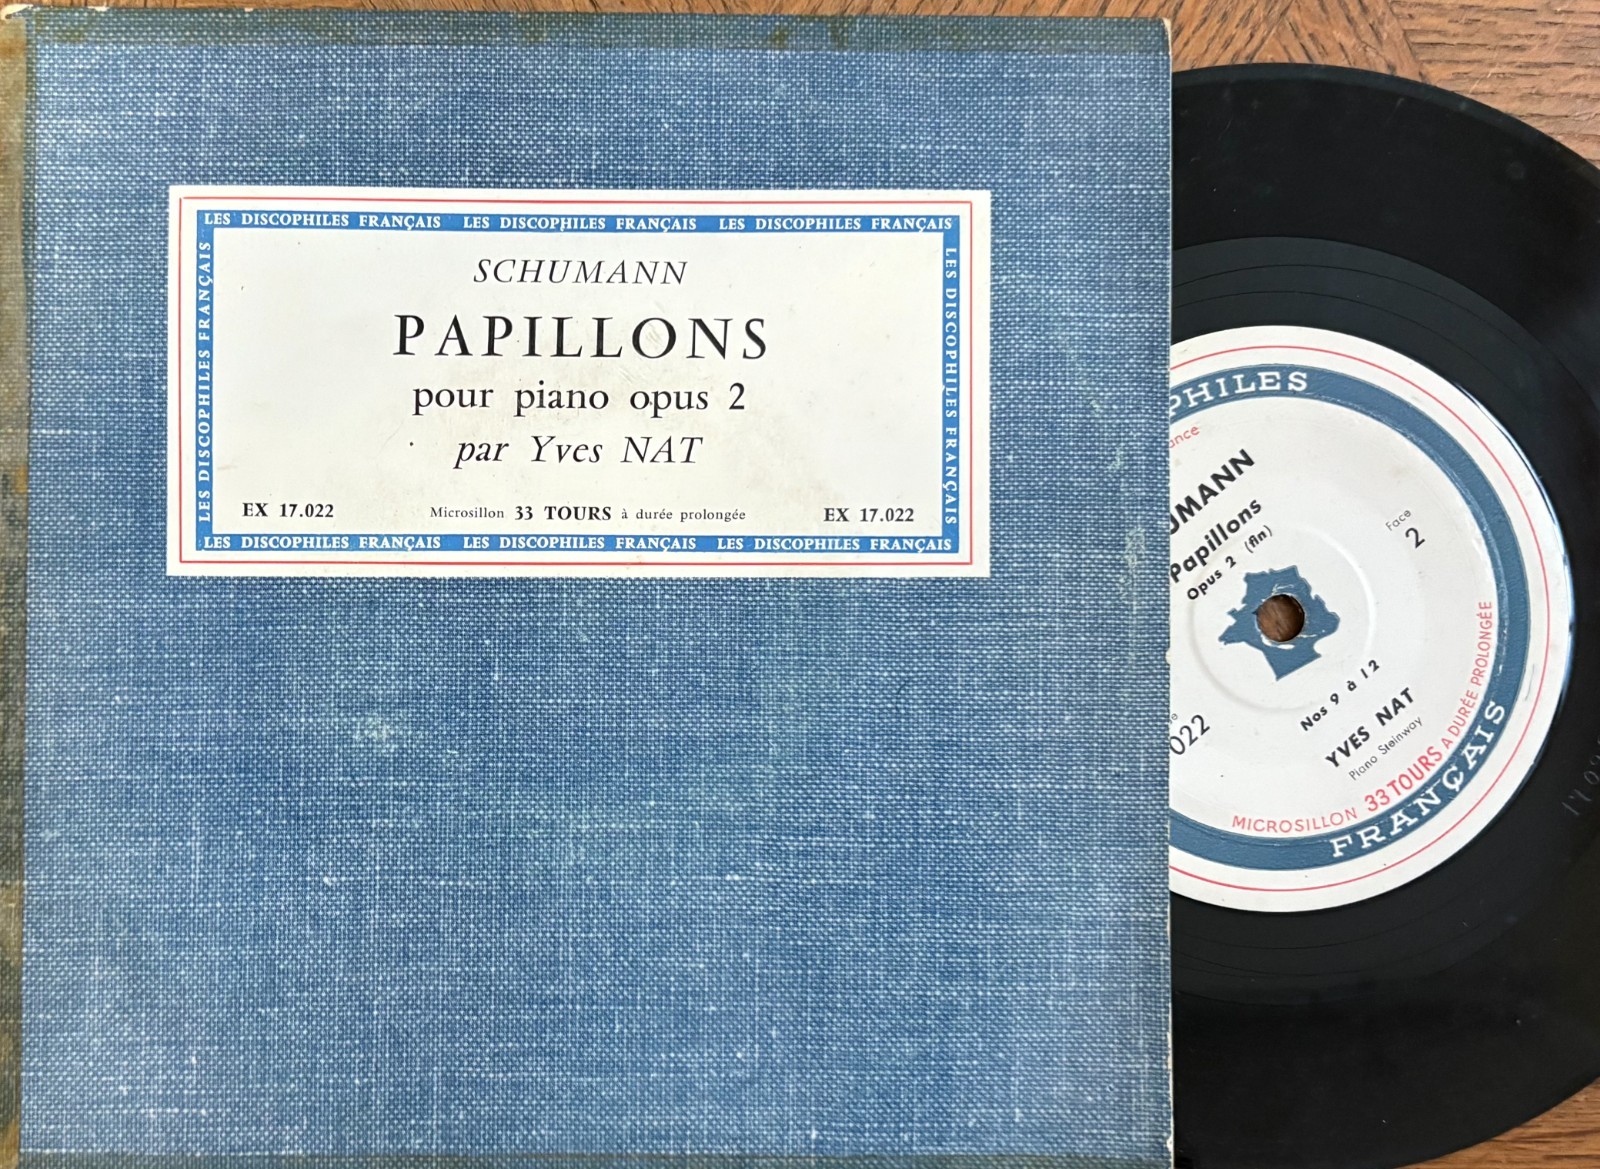 LES DISCOPHILES FRANÇAIS LES DISCOPHILES FRANÇAIS LES DISCOPHILES FRANÇAIS
LES DISCOPHILES FRANÇAIS
LES DISCOPHILES FRANÇAIS
SCHUMANN
PAPILLONS
pour piano opus 2
par Yves NAT
EX 17.022 Microsillon 33 TOURS à durée prolongée EX 17.022
LES DISCOPHILES FRANÇAIS LES DISCOPHILES FRANÇAIS LES DISCOPHILES FRANÇAIS
PHILES
ance
UMANN
Papillons
Opus 2 (fin)
Face
2
022
Nos 9 à 12
YVES NAT
Piano Steinway
MICROSILLON 33 TOURS A DURÉE PROLONGÉE
FRANÇAIS